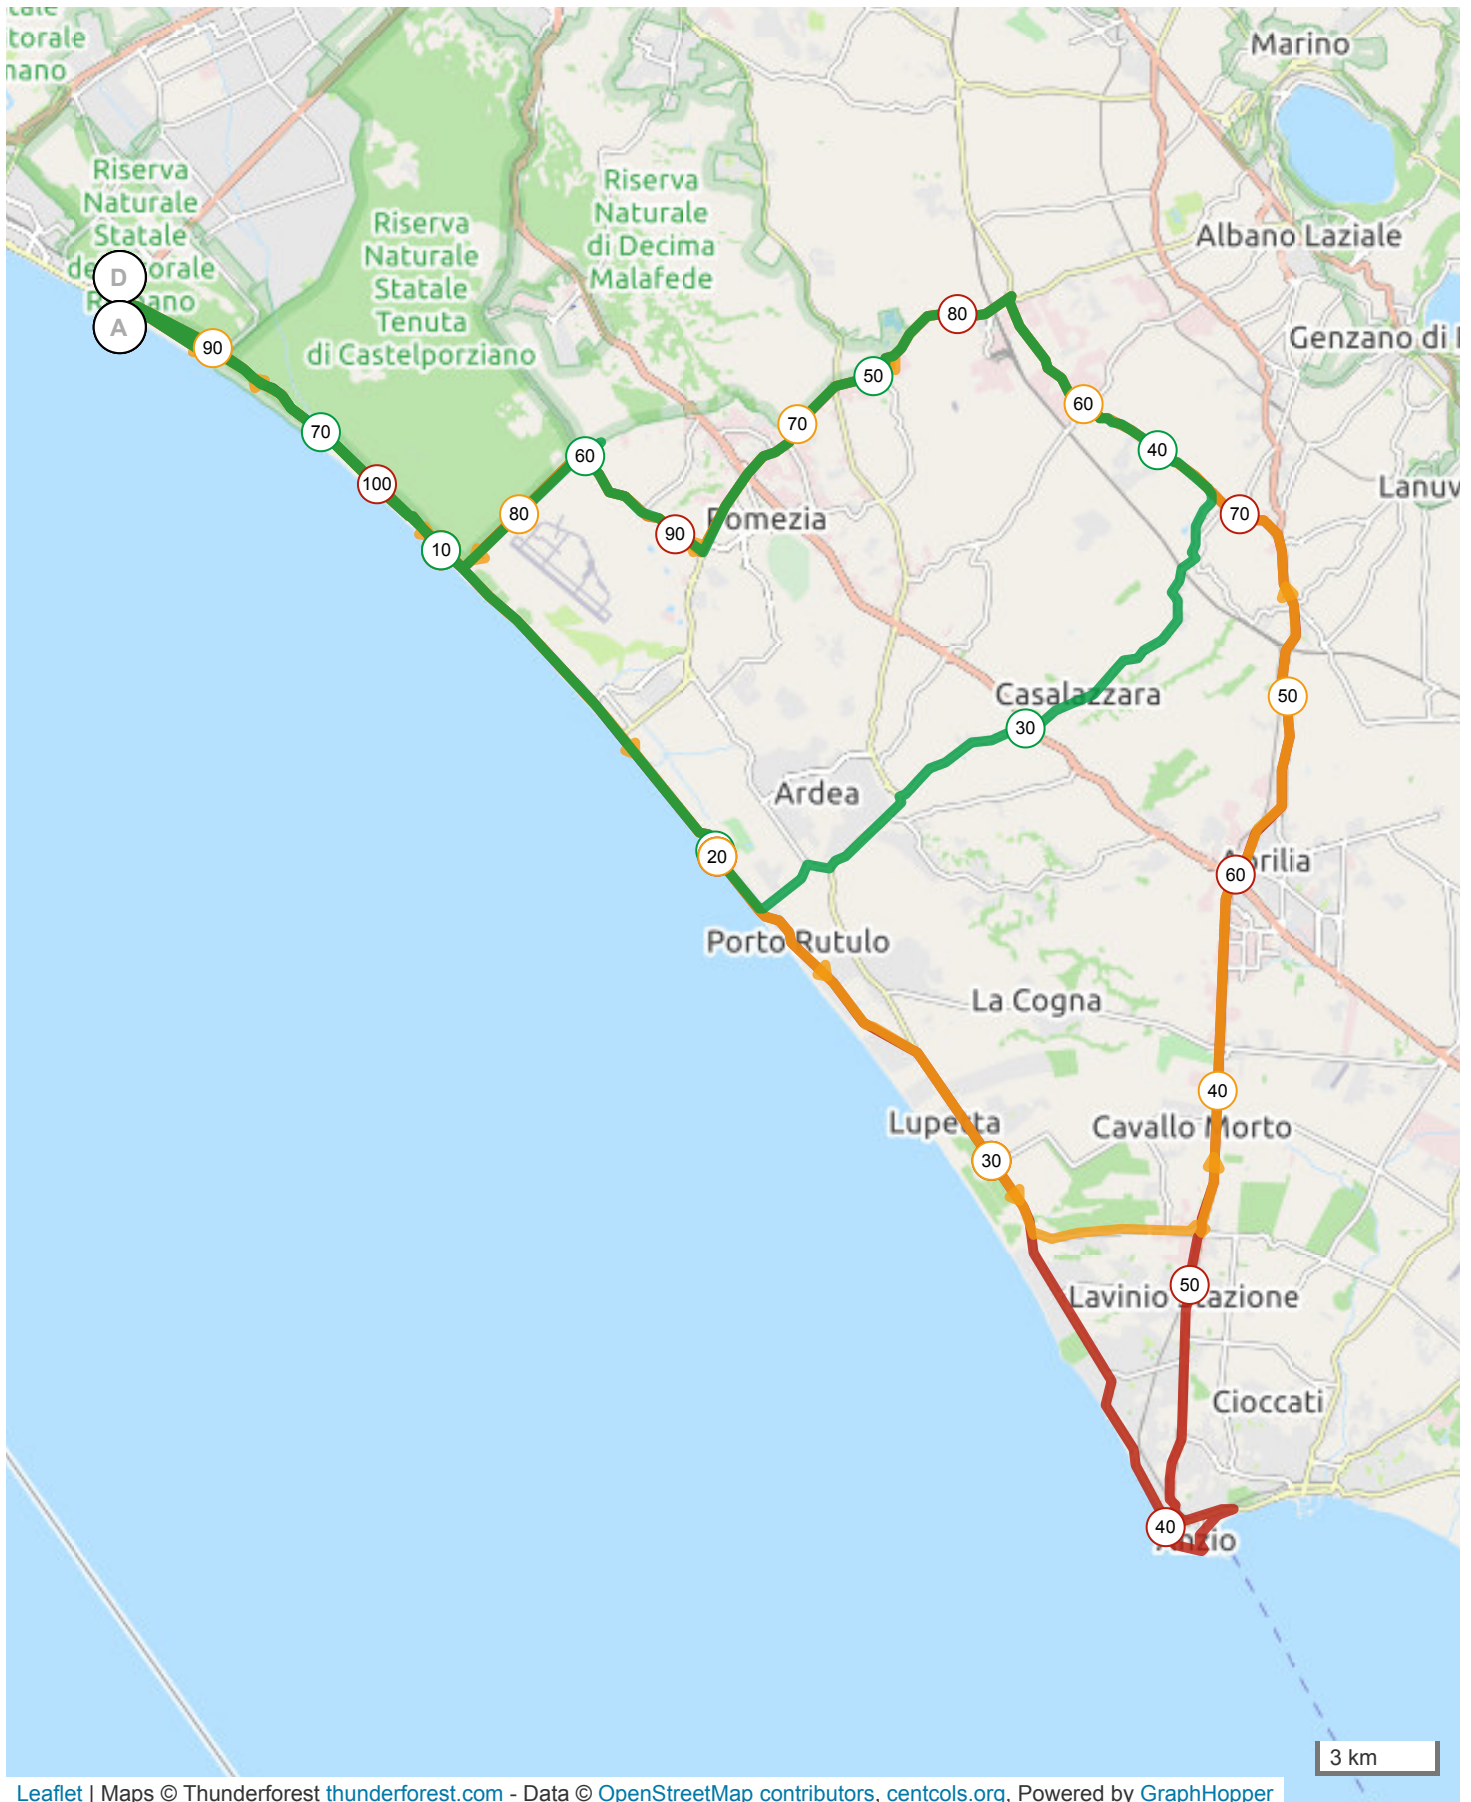 torale
Marino
Riserva
Naturale
Statale
Riserva
Naturale
di Decima
Malafede
Riserva
Naturale
Statale
Tenuta
di Castelporziano
Albano Laziale
D
A
80
Genzano di
90
50
60
70
70
40
60
100
Lanuv
80
70
90
Pomezia
10
Casalazzara
50
30
Ardea
20
Aprilia
60
Porto Rutulo
La Cogna
40
Lupetta
Cavallo Morto
30
50
Lavinio Stazione
Cioccati
40
Anzio
3 km
Leaflet | Maps © Thunderforest thunderforest.com - Data © OpenStreetMap contributors, centcols.org, Powered by GraphHopper